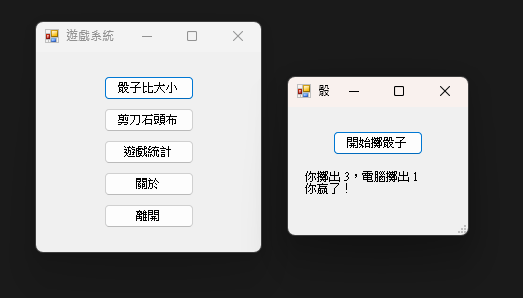 遊戲系統
骰子比大小
剪刀石頭布
遊戲統計
關於
離開
骰
開始擲骰子
你擲出 3，電腦擲出 1
你贏了！